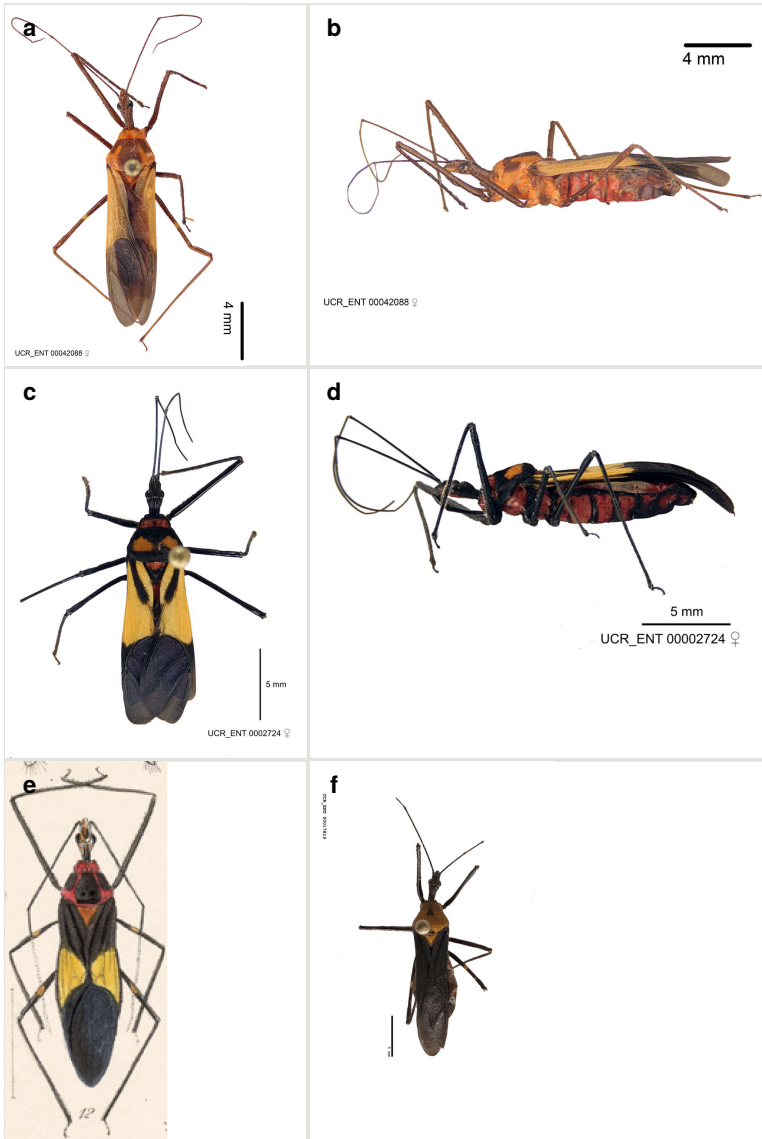 a
b
4 mm
4 mm
UCR_ENT 00042088 ♀
UCR_ENT 00042088 ♀
c
d
5 mm
5 mm
UCR_ENT 00002724 ♀
UCR_ENT 0002724 ♀
e
f
12